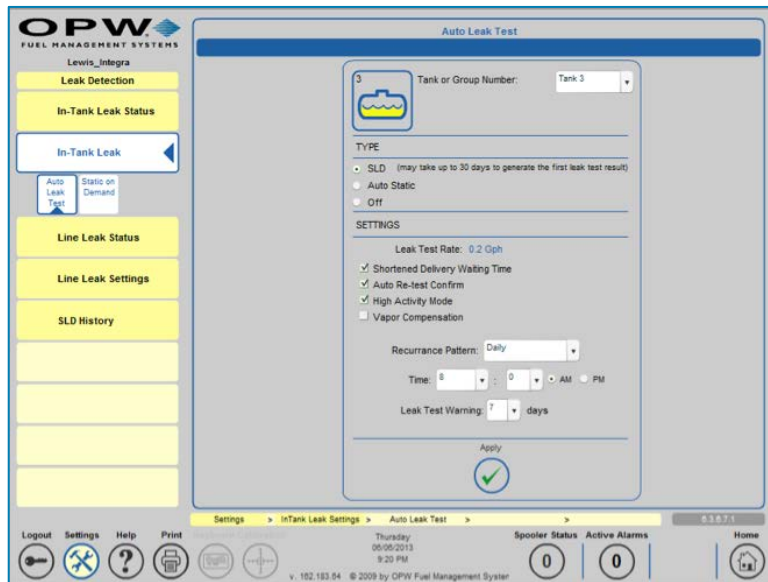 OPW
FUEL MANAGEMENT SYSTEMS
Lewis_Integra
Leak Detection
In-Tank Leak Status
In-Tank Leak
Auto Leak Test
Static on Demand
Line Leak Status
Line Leak Settings
SLD History
Auto Leak Test
3
Tank or Group Number: Tank 3
TYPE
SLD (may take up to 30 days to generate the first leak test result)
Auto Static
Off
SETTINGS
Leak Test Rate: 0.2 Gph
Shortened Delivery Waiting Time
Auto Re-test Confirm
High Activity Mode
Vapor Compensation
Recurrance Pattern: Daily
Time: 8 : 0 AM PM
Leak Test Warning: 7 days
Apply
Settings > InTank Leak Settings > Auto Leak Test > >
Logout Settings Help Print
Thursday
06/06/2013
9:20 PM
v. 162.183.64 © 2009 by OPW Fuel Management System
Spooler Status Active Alarms
0 0
Home